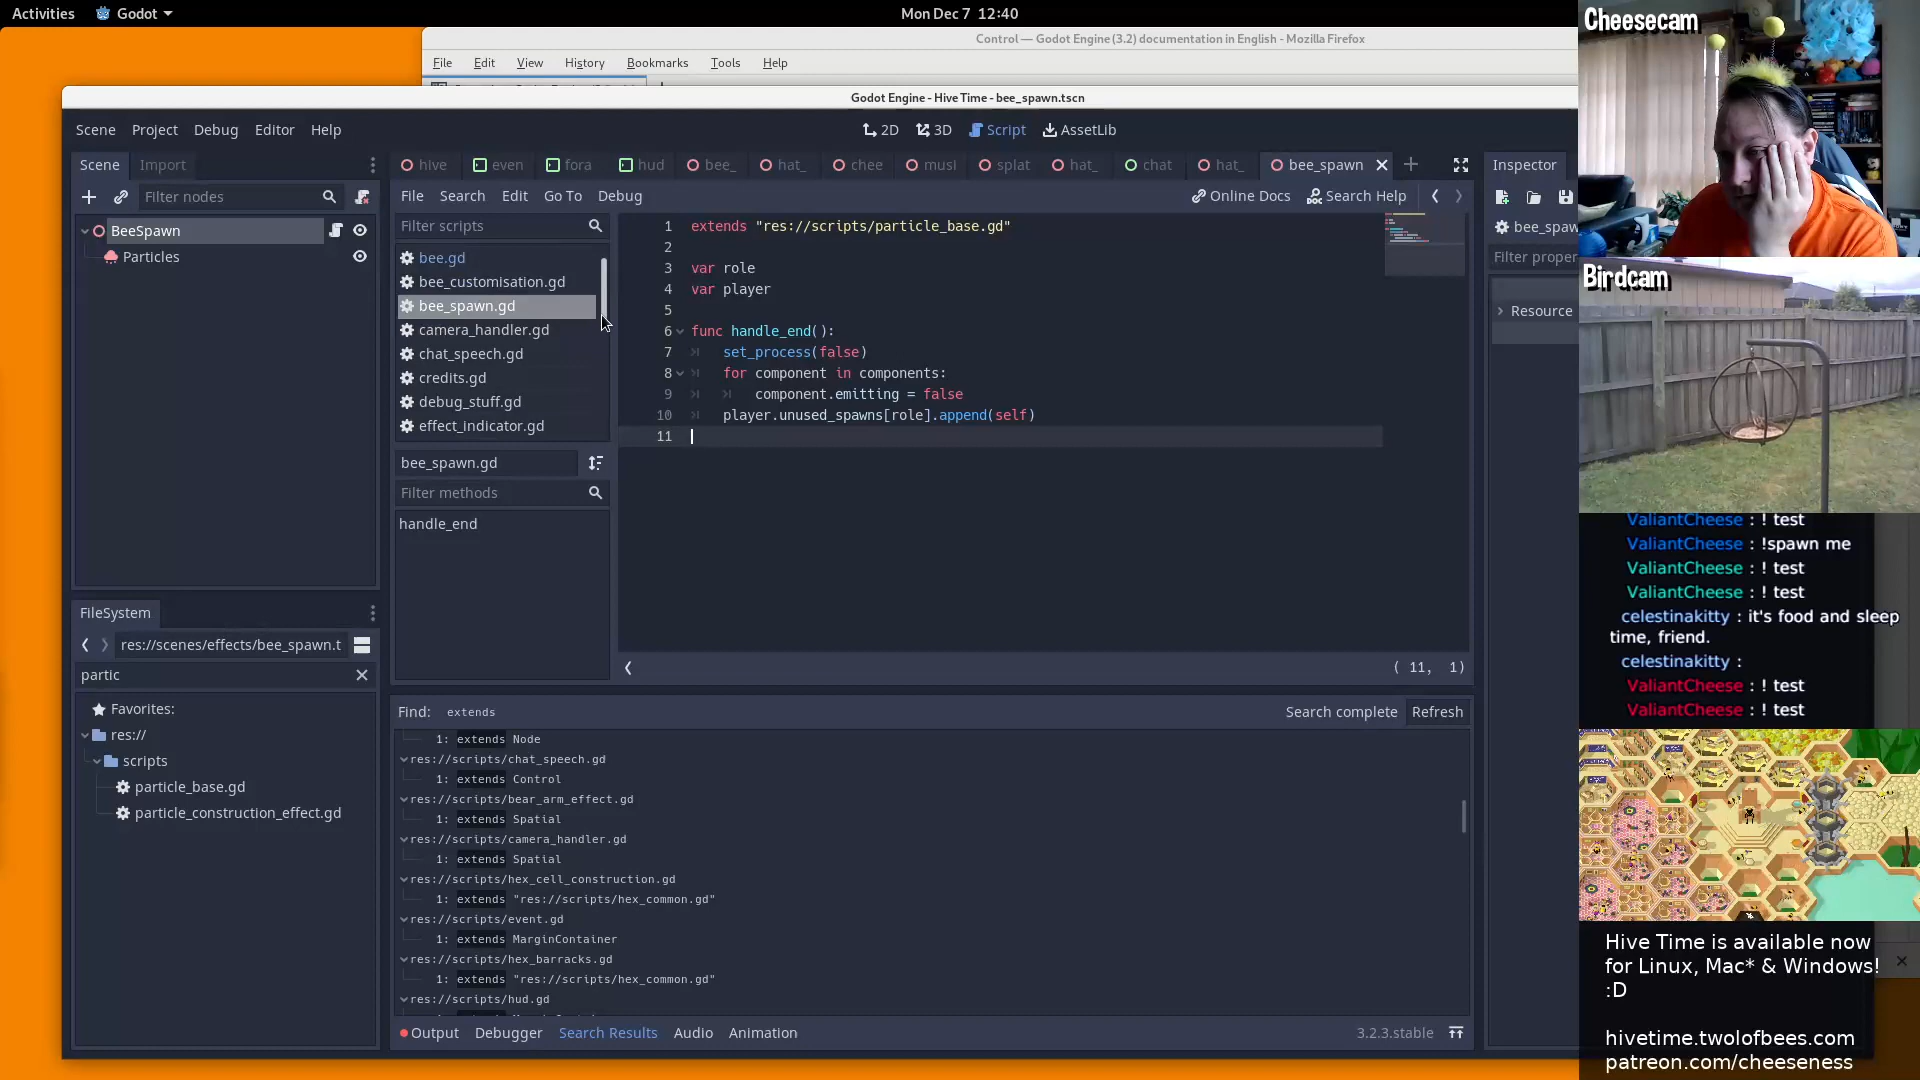 Activities
Godot
Mon Dec 7 12:40
Control — Godot Engine (3.2) documentation in English - Mozilla Firefox
File Edit View History Bookmarks Tools Help
Godot Engine - Hive Time - bee_spawn.tscn
Scene Project Debug Editor Help
2D 3D Script AssetLib
Scene Import
hive even fora hud bee_ hat_ chee musi splat hat_ chat hat_ bee_spawn
Inspector
Filter nodes
File Search Edit Go To Debug
Online Docs Search Help
BeeSpawn
Particles
Filter scripts
bee.gd
bee_customisation.gd
bee_spawn.gd
camera_handler.gd
chat_speech.gd
credits.gd
debug_stuff.gd
effect_indicator.gd
bee_spawn.gd
Filter methods
handle_end
1 extends "res://scripts/particle_base.gd"
2
3 var role
4 var player
5
6 func handle_end():
7 set_process(false)
8 for component in components:
9 component.emitting = false
10 player.unused_spawns[role].append(self)
11
( 11, 1)
bee_spaw
Filter proper
Resource
FileSystem
res://scenes/effects/bee_spawn.t
partic
Favorites:
res://
scripts
particle_base.gd
particle_construction_effect.gd
Find: extends
Search complete Refresh
1: extends Node
res://scripts/chat_speech.gd
1: extends Control
res://scripts/bear_arm_effect.gd
1: extends Spatial
res://scripts/camera_handler.gd
1: extends Spatial
res://scripts/hex_cell_construction.gd
1: extends "res://scripts/hex_common.gd"
res://scripts/event.gd
1: extends MarginContainer
res://scripts/hex_barracks.gd
1: extends "res://scripts/hex_common.gd"
res://scripts/hud.gd
Output Debugger Search Results Audio Animation
3.2.3.stable
Cheesecam
Birdcam
ValiantCheese : ! test
ValiantCheese : !spawn me
ValiantCheese : ! test
ValiantCheese : ! test
celestinakitty : it's food and sleep
time, friend.
celestinakitty :
ValiantCheese : ! test
ValiantCheese : ! test
Hive Time is available now
for Linux, Mac* & Windows!
:D
hivetime.twolofbees.com
patreon.com/cheeseness